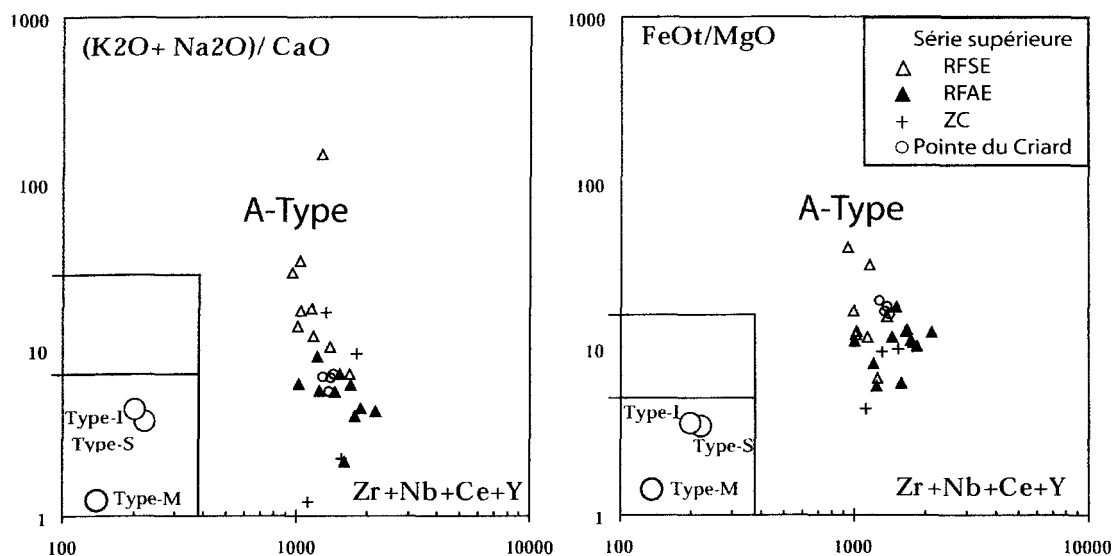 (K2O+ Na2O)/ CaO
1000
100
10
1
A-Type
Type-I
Type-S
Type-M
Zr+Nb+Ce+Y
100
1000
10000
FeOt/MgO
1000
100
10
1
Série supérieure
RFSE
RFAE
ZC
Pointe du Criard
A-Type
Type-I
Type-S
Type-M
Zr+Nb+Ce+Y
100
1000
10000